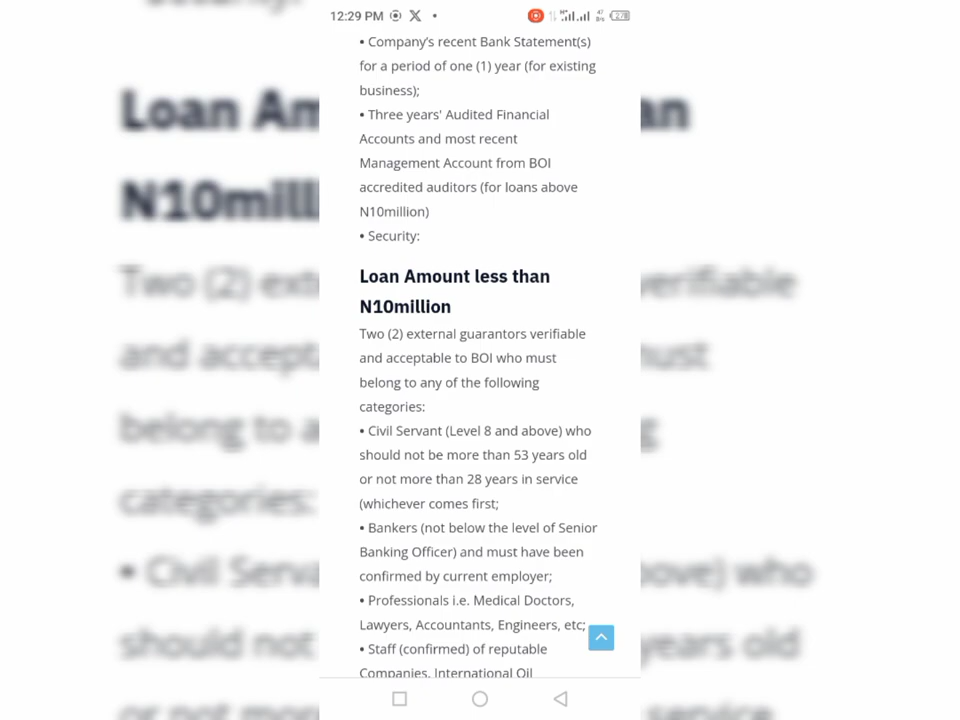 12:29 PM
• Company's recent Bank Statement(s)
for a period of one (1) year (for existing
business);
• Three years' Audited Financial
Accounts and most recent
Management Account from BOI
accredited auditors (for loans above
N10million)
• Security:
Loan Amount less than
N10million
Two (2) external guarantors verifiable
and acceptable to BOI who must
belong to any of the following
categories:
• Civil Servant (Level 8 and above) who
should not be more than 53 years old
or not more than 28 years in service
(whichever comes first;
• Bankers (not below the level of Senior
Banking Officer) and must have been
confirmed by current employer;
• Professionals i.e. Medical Doctors,
Lawyers, Accountants, Engineers, etc;
• Staff (confirmed) of reputable
Companies, International Oil